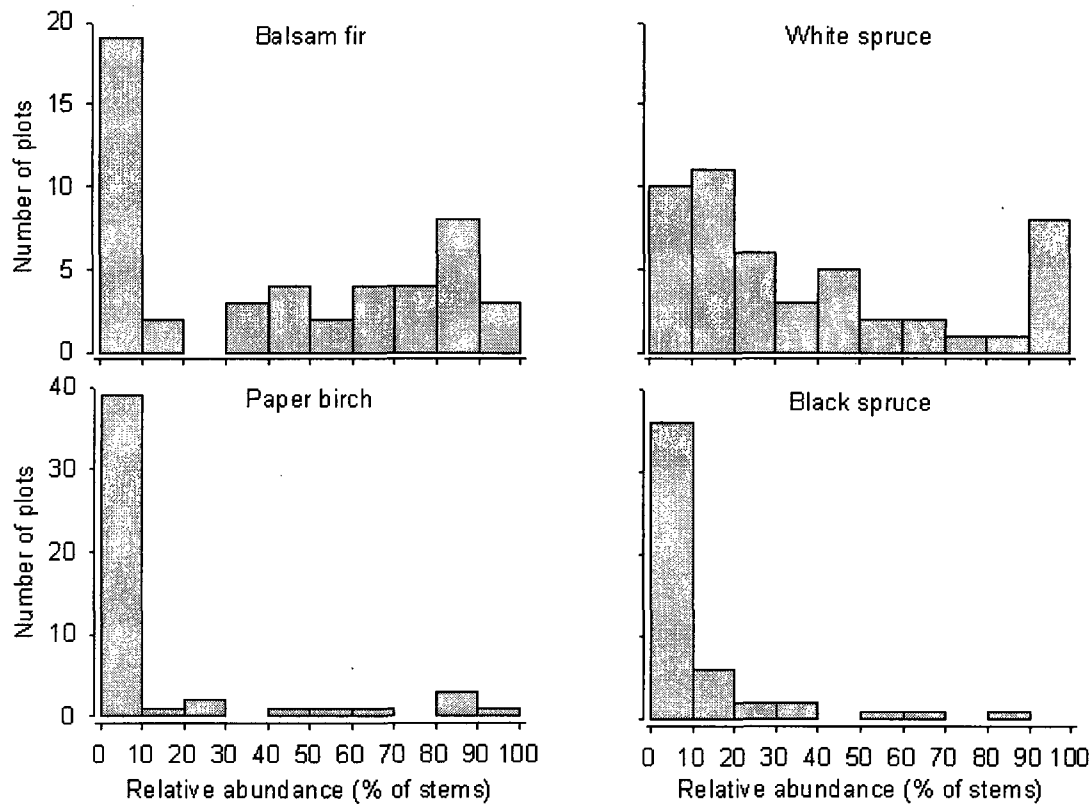 Balsam fir
White spruce
Number of plots
20
15
10
5
0
Paper birch
Black spruce
Number of plots
40
30
20
10
0
0 10 20 30 40 50 60 70 80 90 100
0 10 20 30 40 50 60 70 80 90 100
Relative abundance (% of stems)
Relative abundance (% of stems)